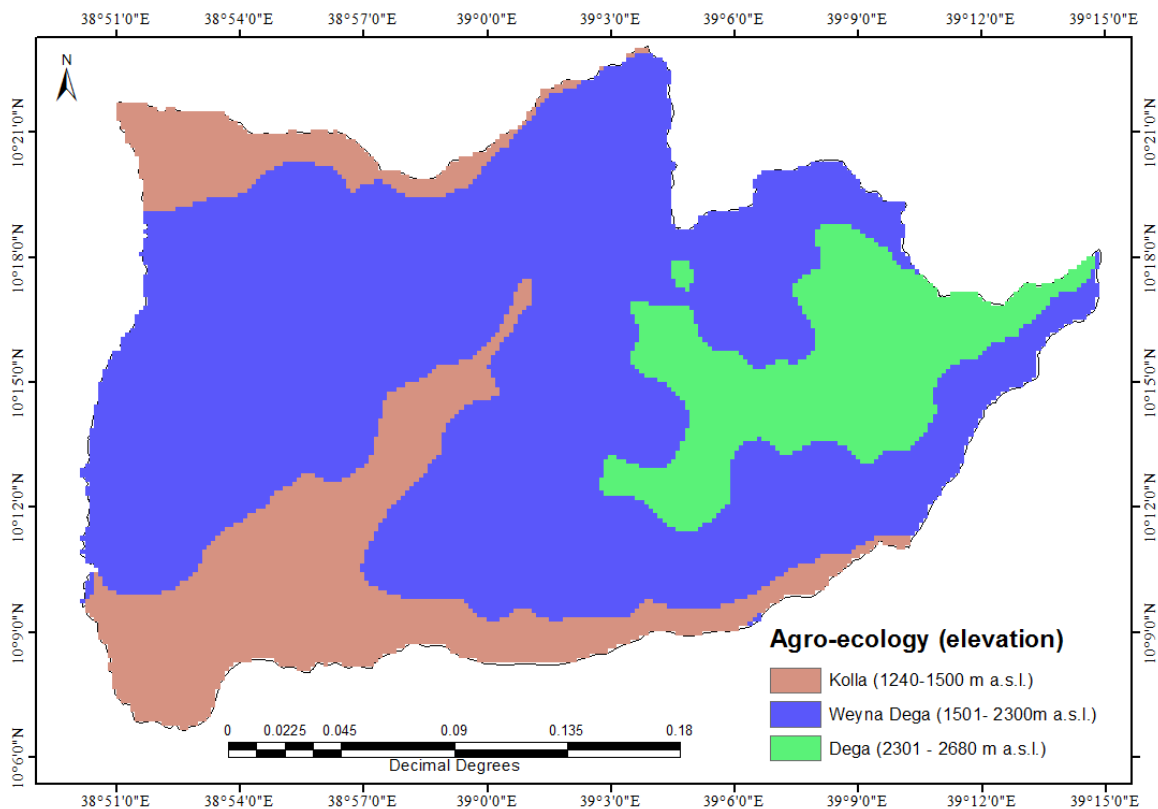 38°51'0"E 38°54'0"E 38°57'0"E 39°0'0"E 39°3'0"E 39°6'0"E 39°9'0"E 39°12'0"E 39°15'0"E
N
10°21'0"N 10°21'0"N
10°18'0"N 10°18'0"N
10°15'0"N 10°15'0"N
10°12'0"N 10°12'0"N
10°9'0"N 10°9'0"N
10°6'0"N 10°6'0"N
Agro-ecology (elevation)
Kolla (1240-1500 m a.s.l.)
Weyna Dega (1501- 2300m a.s.l.)
Dega (2301 - 2680 m a.s.l.)
0 0.0225 0.045 0.09 0.135 0.18
Decimal Degrees
38°51'0"E 38°54'0"E 38°57'0"E 39°0'0"E 39°3'0"E 39°6'0"E 39°9'0"E 39°12'0"E 39°15'0"E